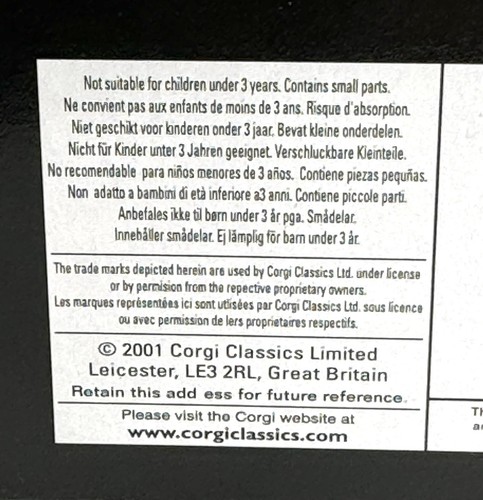 Not suitable for children under 3 years. Contains small parts.
Ne convient pas aux enfants de moins de 3 ans. Risque d'absorption.
Niet geschikt voor kinderen onder 3 jaar. Bevat kleine onderdelen.
Nicht für Kinder unter 3 Jahren geeignet. Verschluckbare Kleinteile.
No recomendable para niños menores de 3 años. Contiene piezas pequñas.
Non adatto a bambini di età inferiore a3 anni. Contiene piccole parti.
Anbefales ikke til børn under 3 år pga. Smådelar.
Innehåller smådelar. Ej lämplig för barn under 3 år.
The trade marks depicted herein are used by Corgi Classics Ltd. under license
or by permision from the repective proprietary owners.
Les marques représentées ici sont utlisées par Corgi Classics Ltd. sous licence
ou avec permission de lers proprietaires respectifs.
© 2001 Corgi Classics Limited
Leicester, LE3 2RL, Great Britain
Retain this add ess for future reference.
Please visit the Corgi website at
www.corgiclassics.com